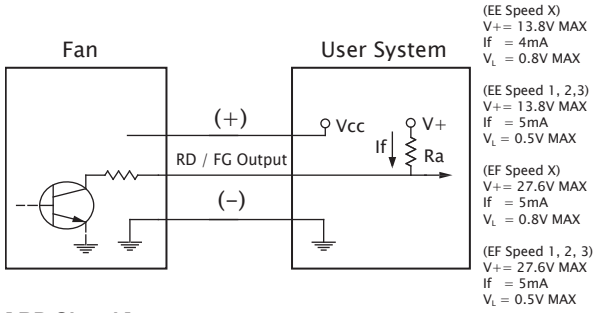 Fan
User System
(+)
Vcc
V+
If
Ra
RD / FG Output
(–)
(EE Speed X)
V+= 13.8V MAX
If = 4mA
VL = 0.8V MAX
(EE Speed 1, 2,3)
V+= 13.8V MAX
If = 5mA
VL = 0.5V MAX
(EF Speed X)
V+= 27.6V MAX
If = 5mA
VL = 0.8V MAX
(EF Speed 1, 2, 3)
V+= 27.6V MAX
If = 5mA
VL = 0.5V MAX